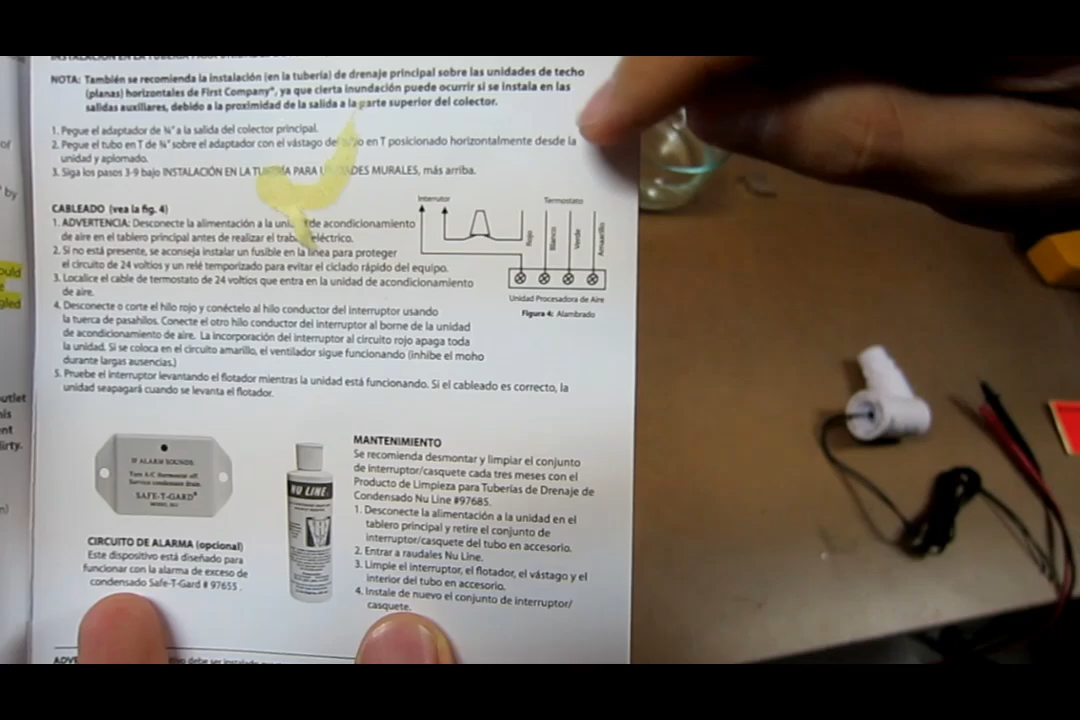 NOTA: También se recomienda la instalación (en la tubería) de drenaje principal sobre las unidades de techo
(planas) horizontales de First Company®, ya que cierta inundación puede ocurrir si se instala en las
salidas auxiliares, debido a la proximidad de la salida a la parte superior del colector.
1. Pegue el adaptador de ¾" a la salida del colector principal.
2. Pegue el tubo en T de ¾" sobre el adaptador con el vástago del en T posicionado horizontalmente desde la
unidad y aplomado.
3. Siga los pasos 3-9 bajo INSTALACIÓN EN LA TUBERÍA PARA UNIDADES MURALES, más arriba.
CABLEADO (vea la fig. 4)
1. ADVERTENCIA: Desconecte la alimentación a la unidad de acondicionamiento
de aire en el tablero principal antes de realizar el trabajo eléctrico.
2. Si no está presente, se aconseja instalar un fusible en la línea para proteger
el circuito de 24 voltios y un relé temporizado para evitar el ciclado rápido del equipo.
3. Localice el cable de termostato de 24 voltios que entra en la unidad de acondicionamiento
de aire.
4. Desconecte o corte el hilo rojo y conéctelo al hilo conductor del interruptor usando
la tuerca de pasahilos. Conecte el otro hilo conductor del interruptor al borne de la unidad
de acondicionamiento de aire. La incorporación del interruptor al circuito rojo apaga toda
la unidad. Si se coloca en el circuito amarillo, el ventilador sigue funcionando (inhibe el moho
durante largas ausencias.)
5. Pruebe el interruptor levantando el flotador mientras la unidad está funcionando. Si el cableado es correcto, la
unidad seapagará cuando se levanta el flotador.
Interrutor
Termostato
Rojo
Blanco
Verde
Amaarillo
Unidad Procesadora de Aire
Figura 4: Alambrado
IF ALARM SOUNDS:
Turn A/C thermostat off.
Service condensate drain.
SAFE-T-GARD®
NU LINE
CIRCUITO DE ALARMA (opcional)
Este dispositivo está diseñado para
funcionar con la alarma de exceso de
condensado Safe-T-Gard # 97655 .
MANTENIMIENTO
Se recomienda desmontar y limpiar el conjunto
de interruptor/casquete cada tres meses con el
Producto de Limpieza para Tuberías de Drenaje de
Condensado Nu Line #97685.
1. Desconecte la alimentación a la unidad en el
tablero principal y retire el conjunto de
interruptor/casquete del tubo en accesorio.
2. Entrar a raudales Nu Line.
3. Limpie el interruptor, el flotador, el vástago y el
interior del tubo en accesorio.
4. Instale de nuevo el conjunto de interruptor/
casquete.